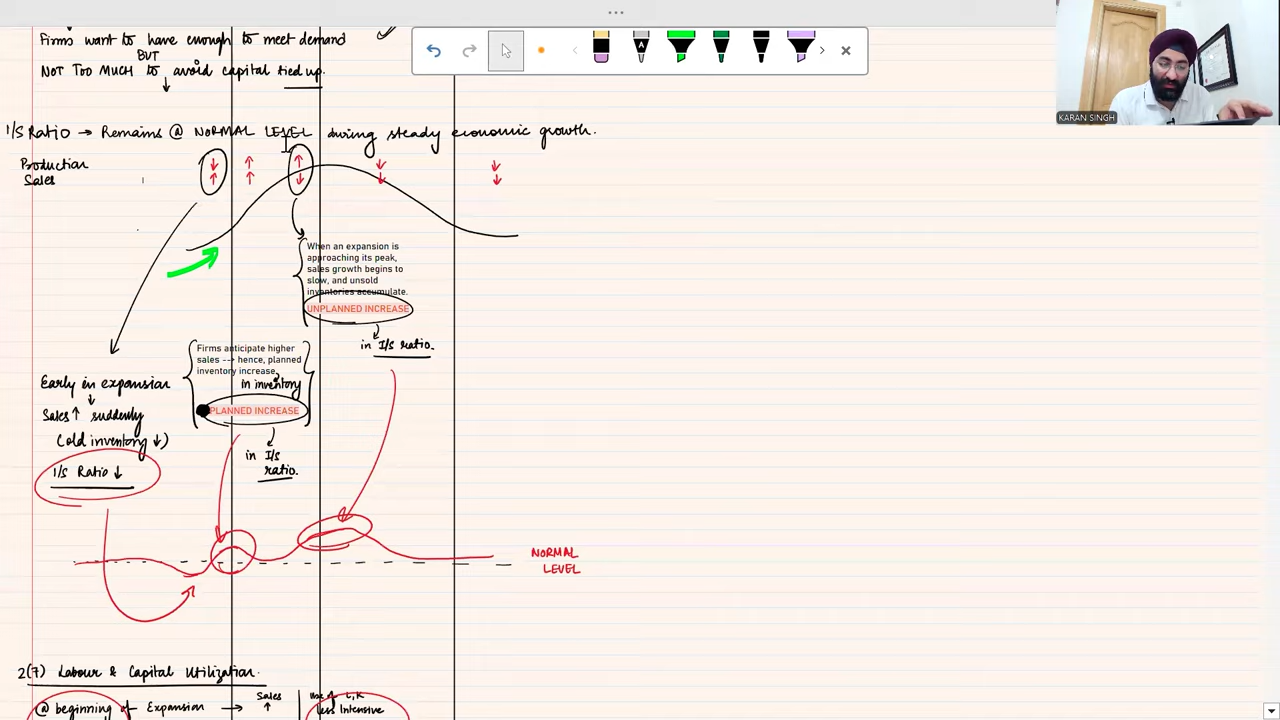 Firms want to have enough to meet demand
BUT
NOT TOO MUCH to avoid capital tied up.
I/S Ratio → Remains @ NORMAL LEVEL during steady economic growth.
Production ↓ ↑ ↑ ↓ ↓
Sales ↑ ↑ ↓ ↓ ↓
When an expansion is
approaching its peak,
sales growth begins to
slow, and unsold
inventories accumulate.
UNPLANNED INCREASE
in I/S ratio.
Firms anticipate higher
sales --> hence, planned
inventory increase
in inventory
PLANNED INCREASE
in I/S
ratio.
Early in expansion
↓
Sales ↑ suddenly
(old inventory ↓)
I/S Ratio ↓
NORMAL
LEVEL
2(7) Labour & Capital Utilization.
@ beginning of Expansion → Sales ↑
L, K
less Intensive
KARAN SINGH